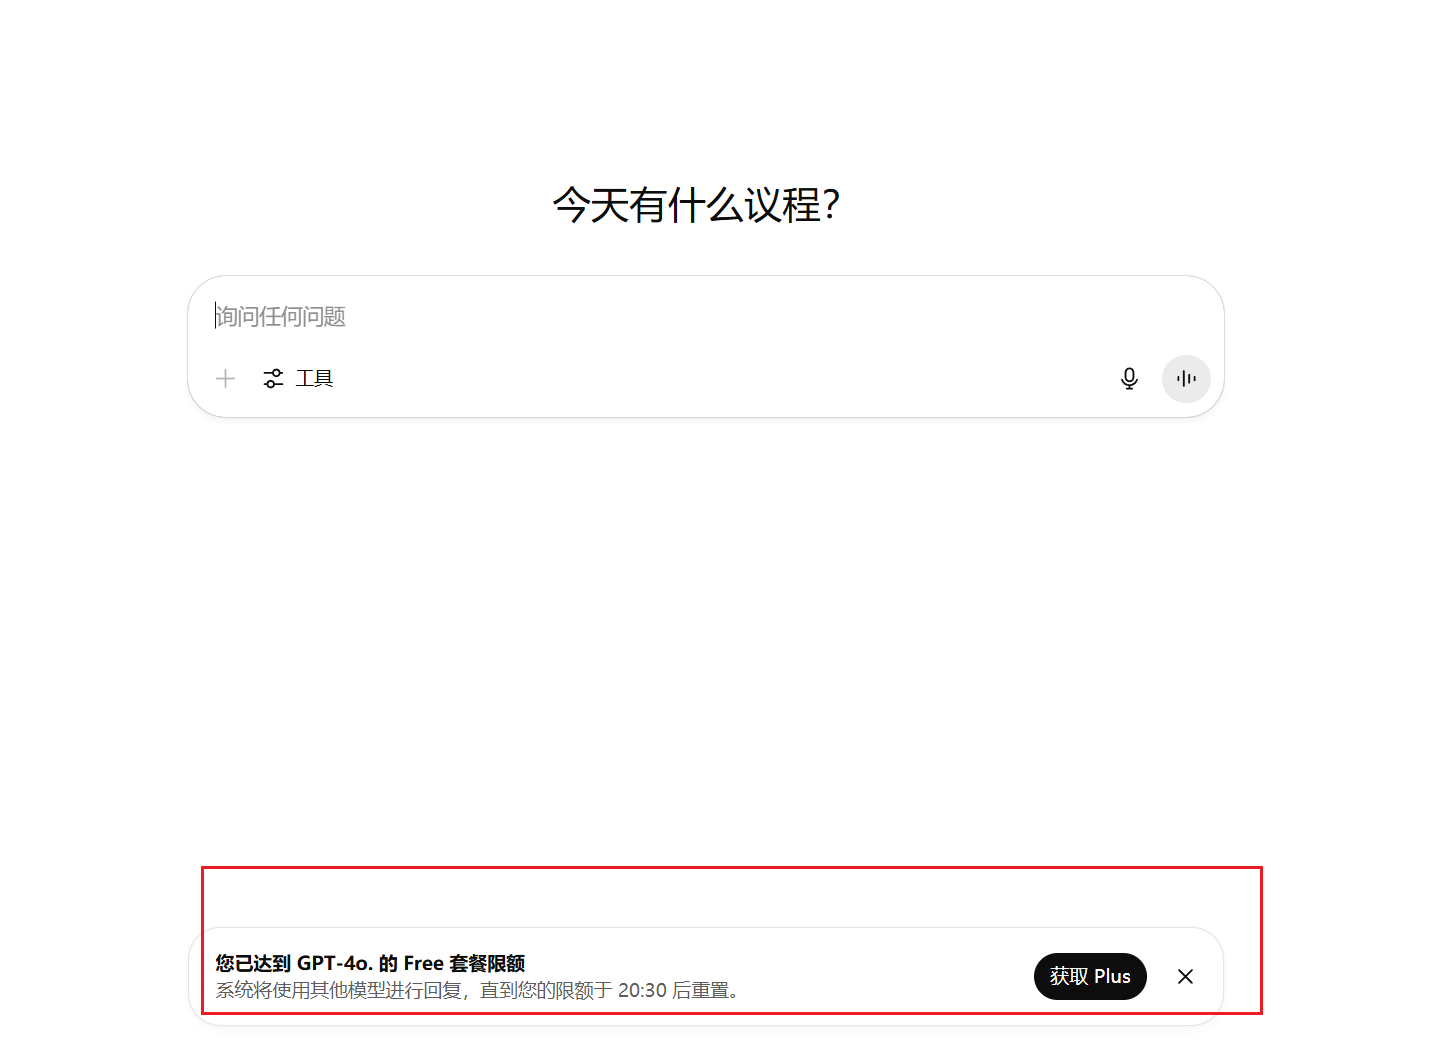 今天有什么议程？
询问任何问题
工具
您已达到 GPT-4o. 的 Free 套餐限额
系统将使用其他模型进行回复，直到您的限额于 20:30 后重置。
获取 Plus